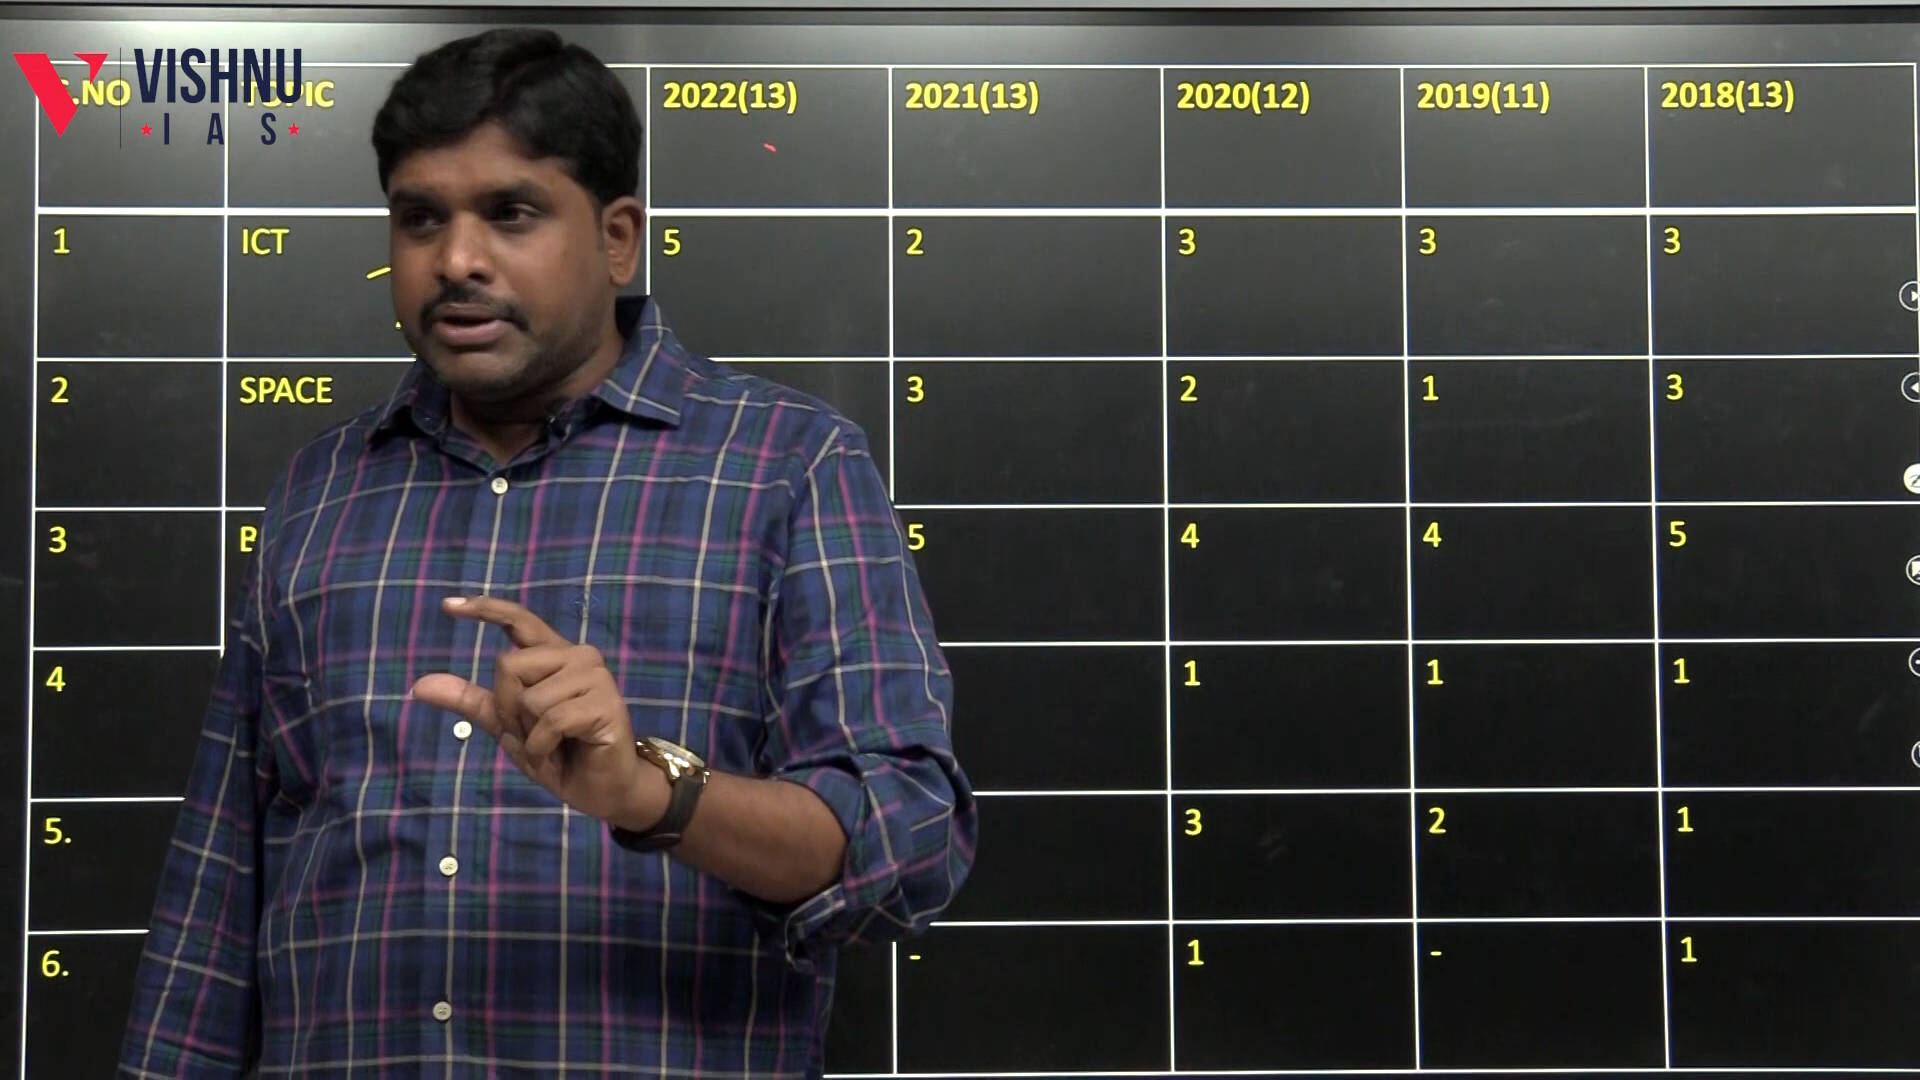 VISHNU
IAS
S.NO TOPIC 2022(13) 2021(13) 2020(12) 2019(11) 2018(13)
1 ICT 5 2 3 3 3
2 SPACE 3 2 1 3
3 5 4 4 5
4 1 1 1
5. 3 2 1
6. - 1 - 1